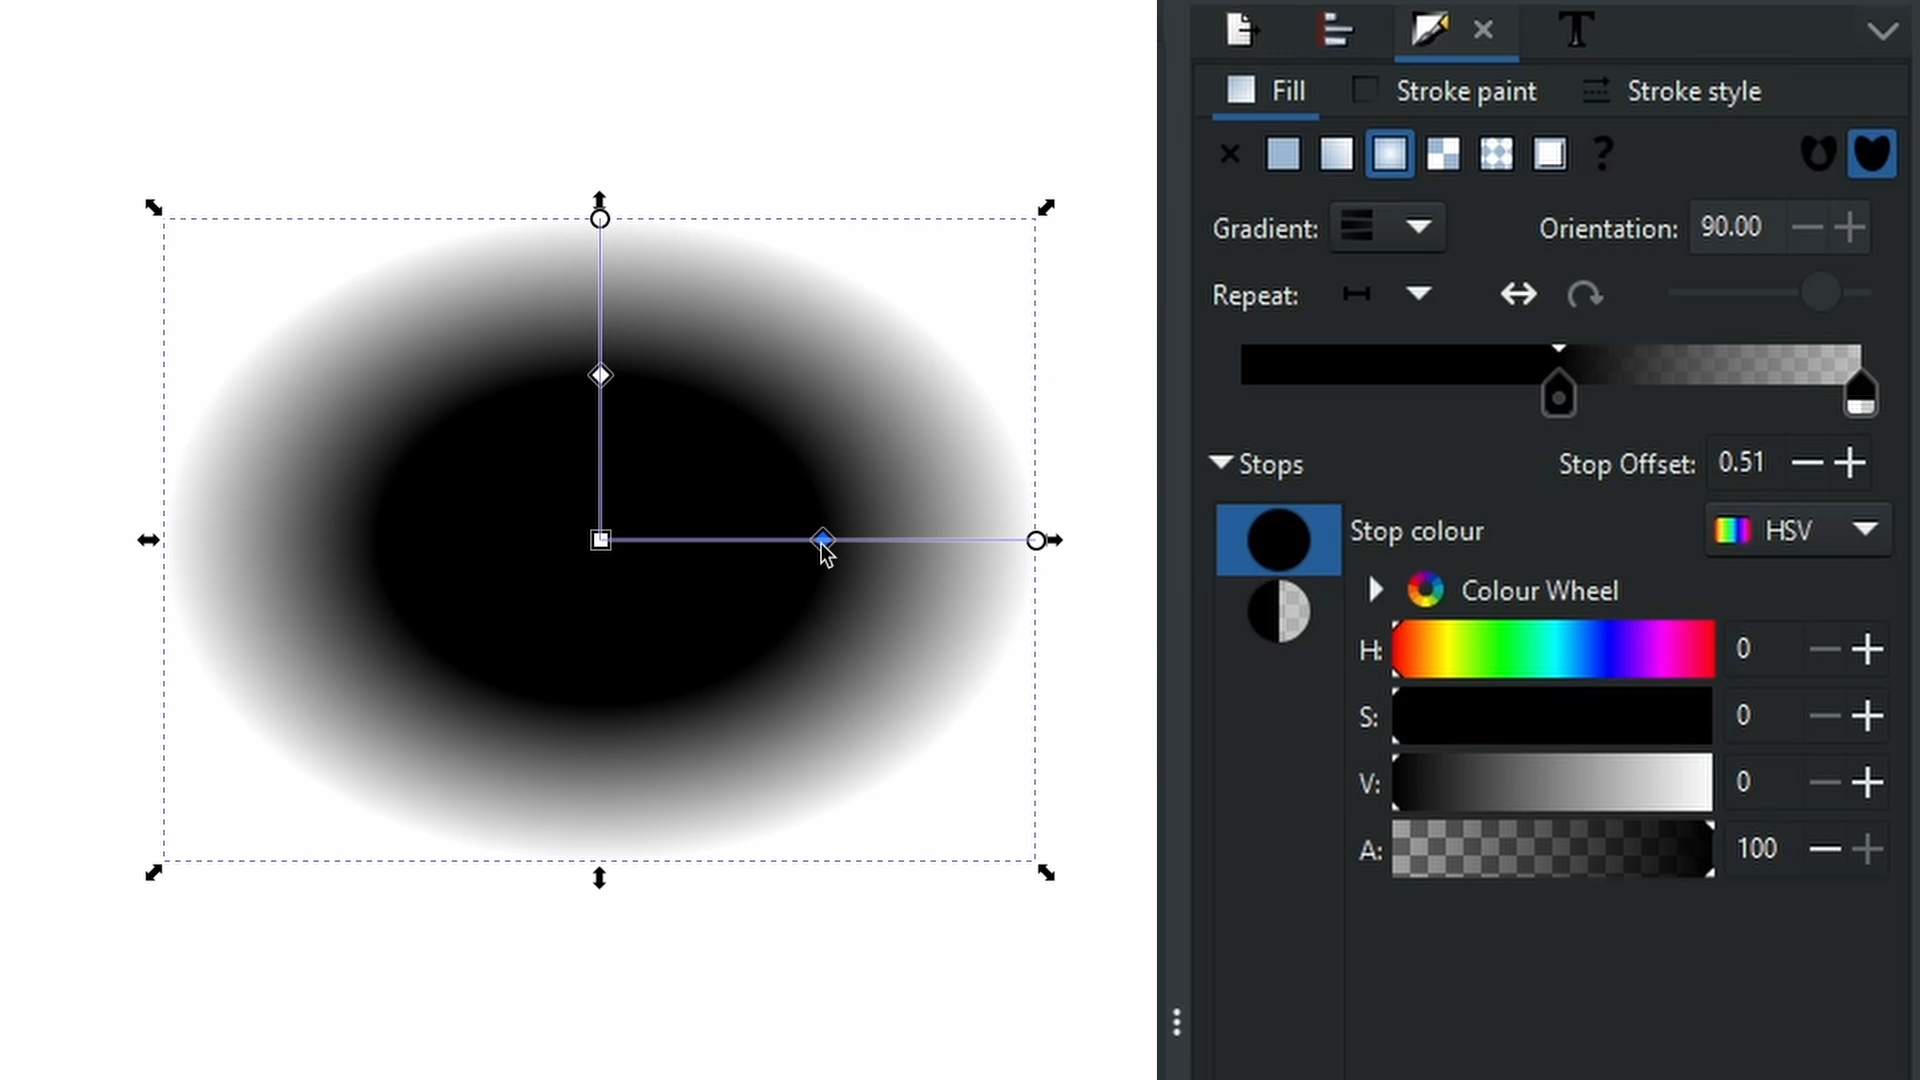 Fill Stroke paint Stroke style
?
Gradient: Orientation: 90.00
Repeat:
Stops Stop Offset: 0.51
Stop colour HSV
Colour Wheel
H: 0
S: 0
V: 0
A: 100